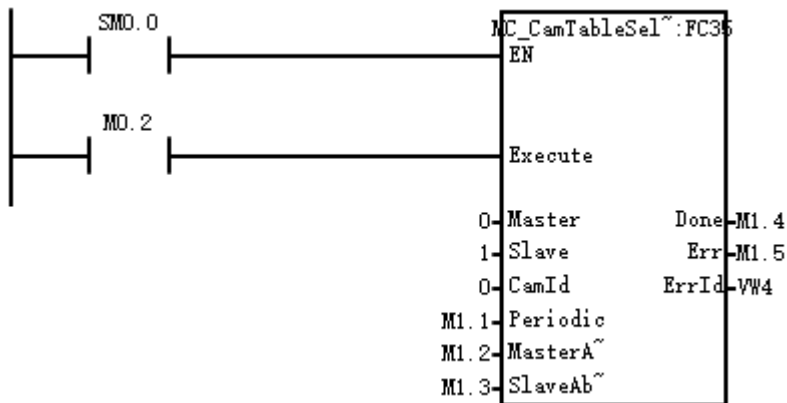 SM0.0
MC_CamTableSel~:FC35
EN
M0.2
Execute
0 Master Done M1.4
1 Slave Err M1.5
0 CamId ErrId VW4
M1.1 Periodic
M1.2 MasterA~
M1.3 SlaveAb~